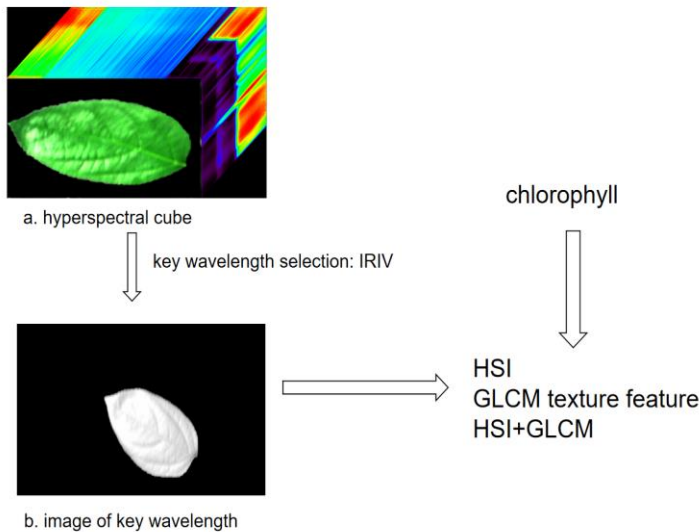 a. hyperspectral cube
key wavelength selection: IRIV
b. image of key wavelength
chlorophyll
HSI
GLCM texture feature
HSI+GLCM